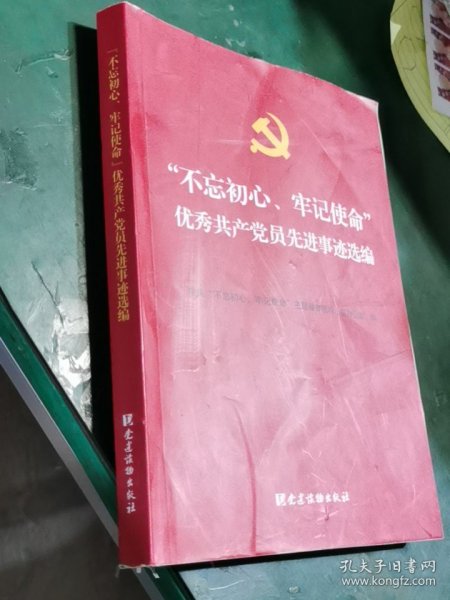 “不忘初心、牢记使命”
优秀共产党员先进事迹选编
党建读物出版社
“不忘初心、牢记使命”优秀共产党员先进事迹选编
党建读物出版社
孔夫子旧书网
www.kongfz.com